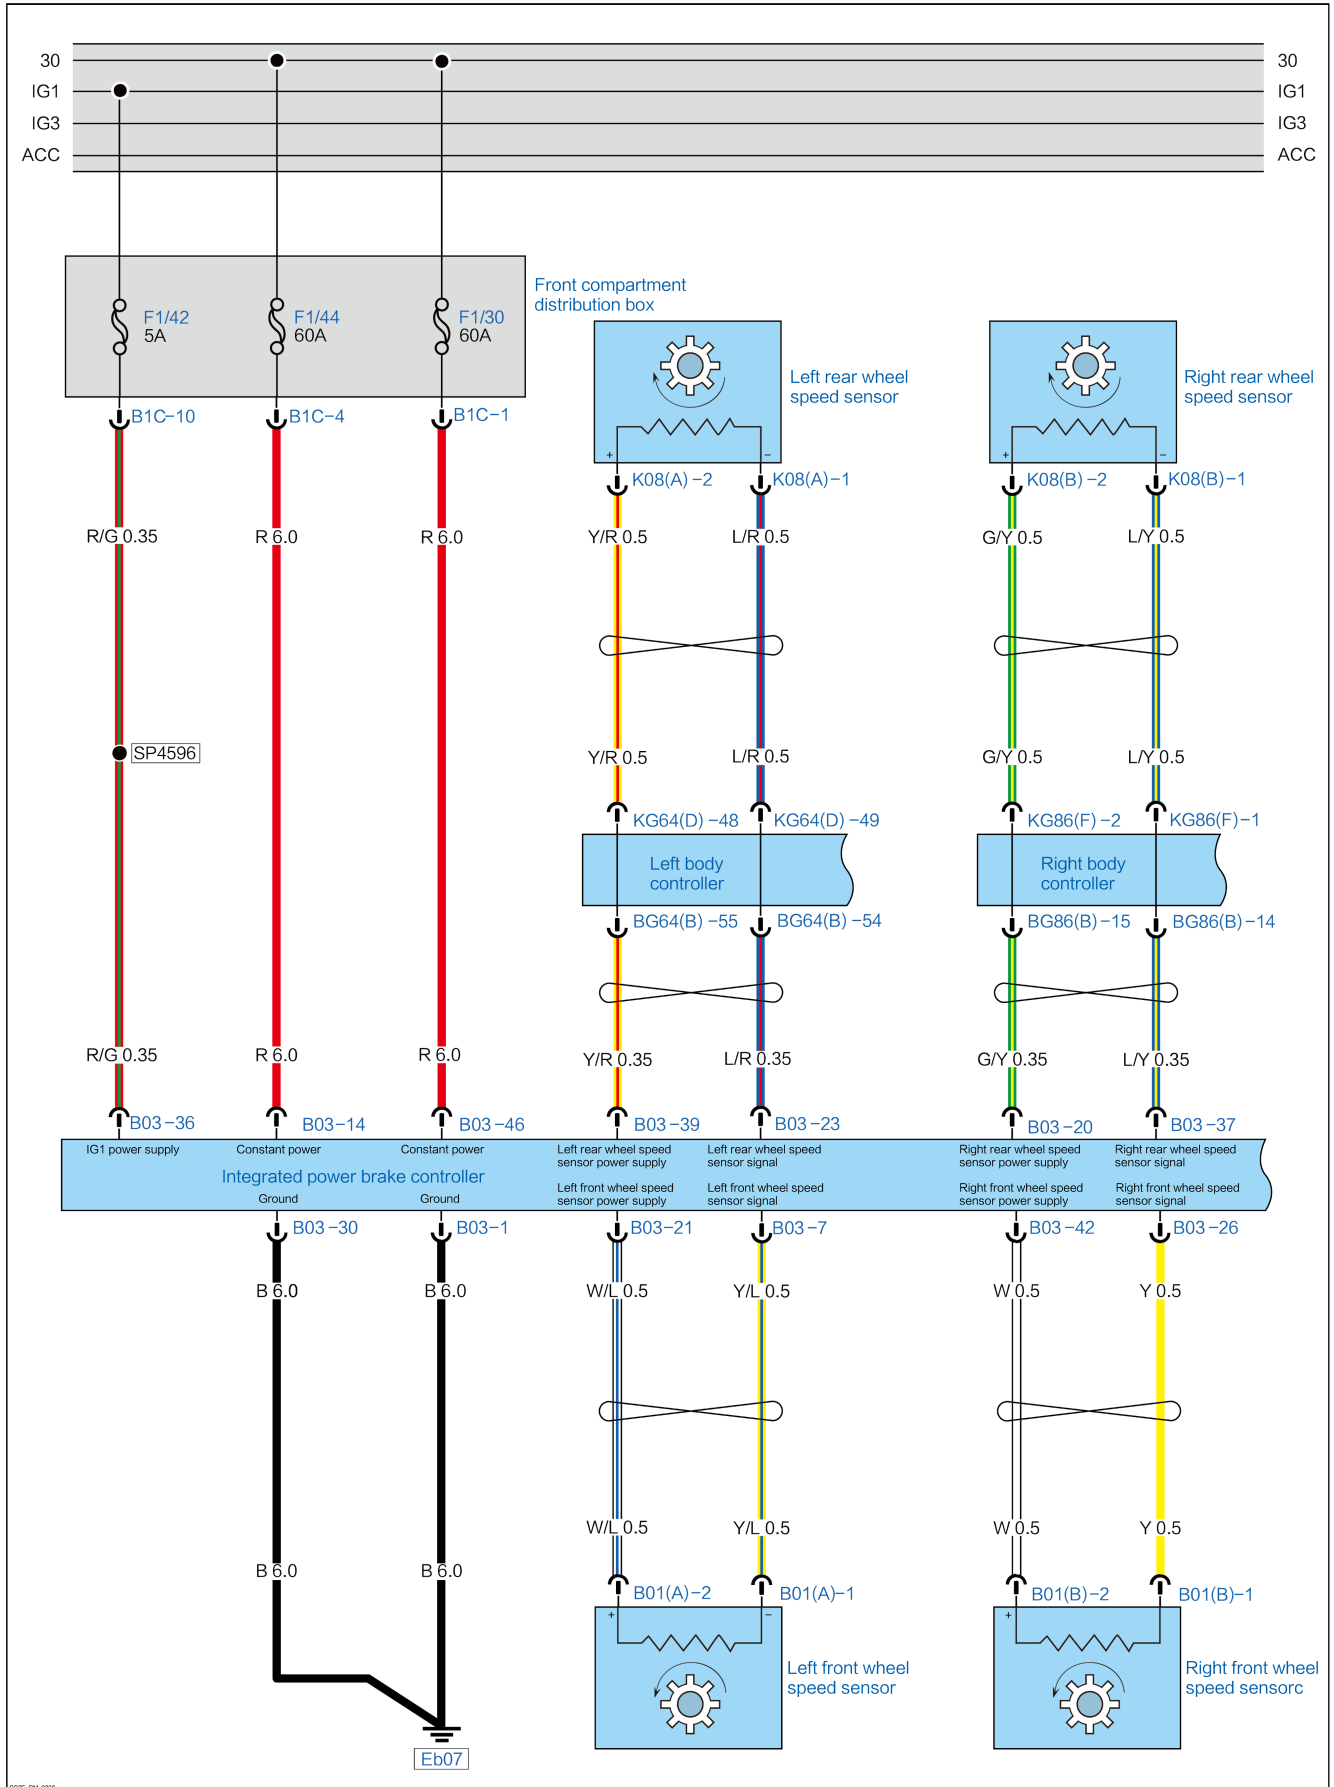 30 30
IG1 IG1
IG3 IG3
ACC ACC
Front compartment
distribution box
F1/42 F1/44 F1/30
5A 60A 60A
Left rear wheel
speed sensor
Right rear wheel
speed sensor
B1C-10 B1C-4 B1C-1
+ - + -
K08(A)-2 K08(A)-1 K08(B)-2 K08(B)-1
R/G 0.35 R 6.0 R 6.0 Y/R 0.5 L/R 0.5 G/Y 0.5 L/Y 0.5
SP4596
Y/R 0.5 L/R 0.5 G/Y 0.5 L/Y 0.5
KG64(D)-48 KG64(D)-49 KG86(F)-2 KG86(F)-1
Left body
controller
Right body
controller
BG64(B)-55 BG64(B)-54 BG86(B)-15 BG86(B)-14
R/G 0.35 R 6.0 R 6.0 Y/R 0.35 L/R 0.35 G/Y 0.35 L/Y 0.35
B03-36 B03-14 B03-46 B03-39 B03-23 B03-20 B03-37
IG1 power supply
Constant power
Constant power
Left rear wheel speed
sensor power supply
Left rear wheel speed
sensor signal
Right rear wheel speed
sensor power supply
Right rear wheel speed
sensor signal
Integrated power brake controller
Ground
Ground
Left front wheel speed
sensor power supply
Left front wheel speed
sensor signal
Right front wheel speed
sensor power supply
Right front wheel speed
sensor signal
B03-30 B03-1 B03-21 B03-7 B03-42 B03-26
B 6.0 B 6.0 W/L 0.5 Y/L 0.5 W 0.5 Y 0.5
W/L 0.5 Y/L 0.5 W 0.5 Y 0.5
B 6.0 B 6.0
B01(A)-2 B01(A)-1 B01(B)-2 B01(B)-1
+ - + -
Left front wheel
speed sensor
Right front wheel
speed sensorc
Eb07